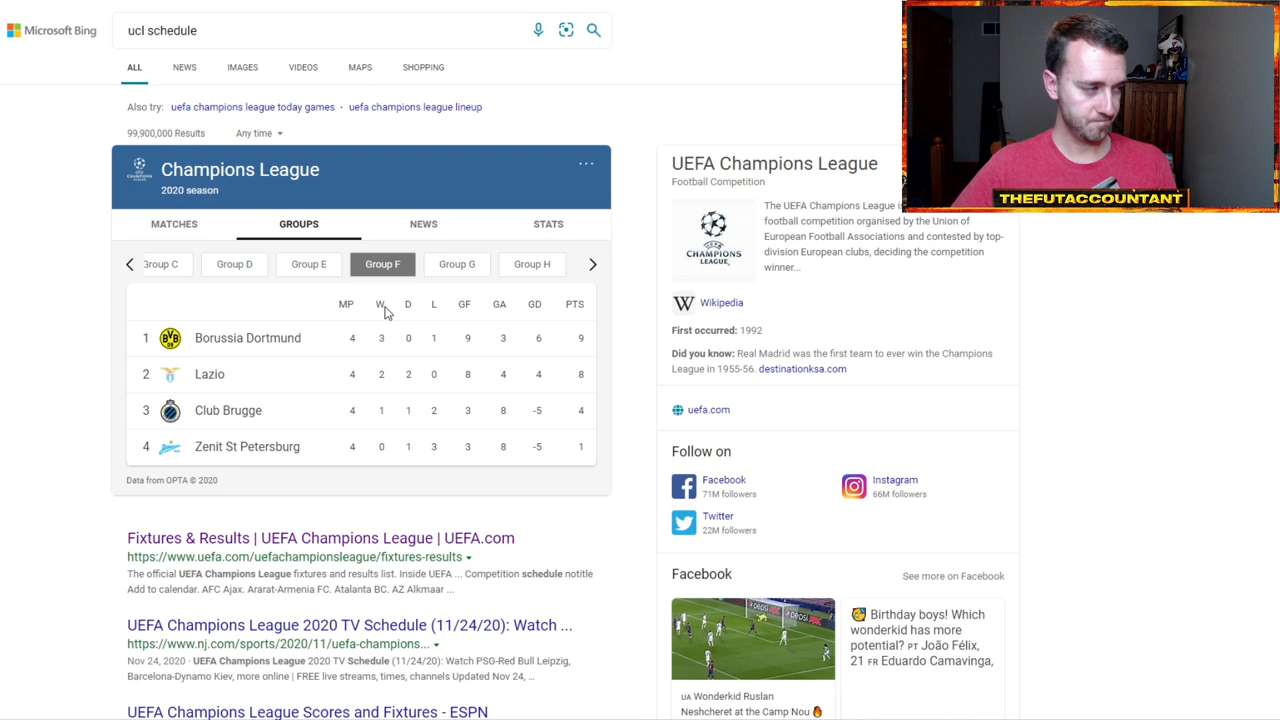 Microsoft Bing
ucl schedule
ALL NEWS IMAGES VIDEOS MAPS SHOPPING
Also try: uefa champions league today games · uefa champions league lineup
99,900,000 Results Any time
Champions League
2020 season
MATCHES GROUPS NEWS STATS
Group C Group D Group E Group F Group G Group H
MP W D L GF GA GD PTS
1 Borussia Dortmund 4 3 0 1 9 3 6 9
2 Lazio 4 2 2 0 8 4 4 8
3 Club Brugge 4 1 1 2 3 8 -5 4
4 Zenit St Petersburg 4 0 1 3 3 8 -5 1
Data from OPTA © 2020
Fixtures & Results | UEFA Champions League | UEFA.com
https://www.uefa.com/uefachampionsleague/fixtures-results
The official UEFA Champions League fixtures and results list. Inside UEFA ... Competition schedule notitle
Add to calendar. AFC Ajax. Ararat-Armenia FC. Atalanta BC. AZ Alkmaar ...
UEFA Champions League 2020 TV Schedule (11/24/20): Watch ...
https://www.nj.com/sports/2020/11/uefa-champions...
Nov 24, 2020 · UEFA Champions League 2020 TV Schedule (11/24/20): Watch PSG-Red Bull Leipzig,
Barcelona-Dynamo Kiev, more online | FREE live streams, times, channels Updated Nov 24, ...
UEFA Champions League Scores and Fixtures - ESPN
UEFA Champions League
Football Competition
The UEFA Champions League
football competition organised by the Union of
European Football Associations and contested by top-
division European clubs, deciding the competition
winner...
CHAMPIONS LEAGUE
W Wikipedia
First occurred: 1992
Did you know: Real Madrid was the first team to ever win the Champions
League in 1955-56. destinationksa.com
uefa.com
Follow on
Facebook
71M followers
Instagram
66M followers
Twitter
22M followers
Facebook See more on Facebook
pepsi MAX
UA Wonderkid Ruslan
Neshcheret at the Camp Nou
Birthday boys! Which
wonderkid has more
potential? PT João Félix,
21 FR Eduardo Camavinga,
THEFUTACCOUNTANT